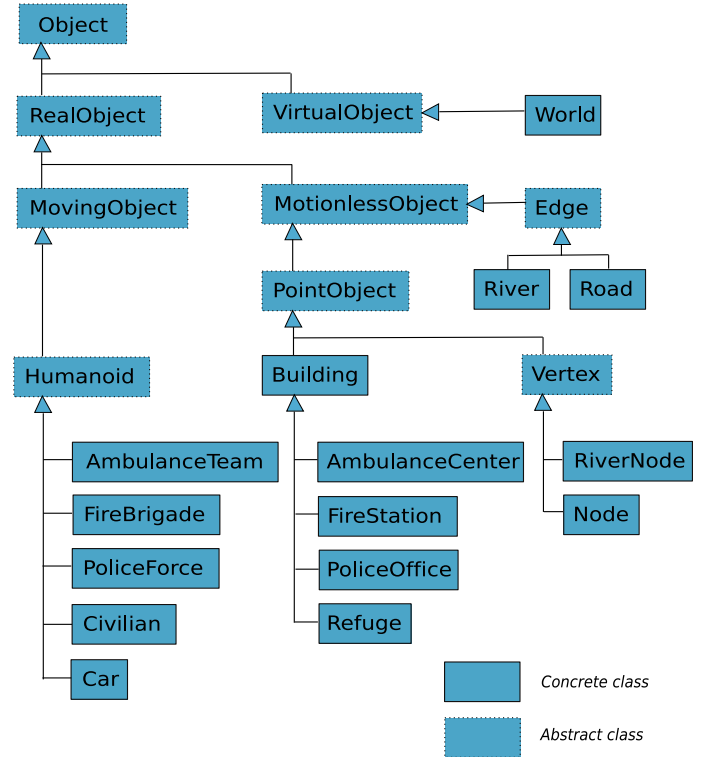 Object
RealObject
VirtualObject
World
MovingObject
MotionlessObject
Edge
PointObject
River
Road
Humanoid
Building
Vertex
AmbulanceTeam
AmbulanceCenter
RiverNode
FireBrigade
FireStation
Node
PoliceForce
PoliceOffice
Civilian
Refuge
Car
Concrete class
Abstract class